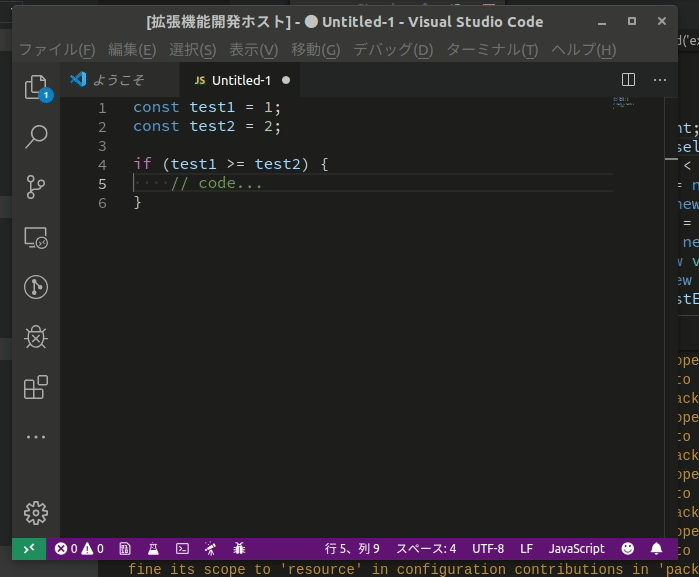 [拡張機能開発ホスト] - ● Untitled-1 - Visual Studio Code
ファイル(F) 編集(E) 選択(S) 表示(V) 移動(G) デバッグ(D) ターミナル(T) ヘルプ(H)
ようこそ JS Untitled-1 ●
1 const test1 = 1;
2 const test2 = 2;
3
4 if (test1 >= test2) {
5 ····// code...
6 }
1
行 5、列 9 スペース: 4 UTF-8 LF JavaScript
0 0
fine its scope to 'resource' in configuration contributions in 'pack